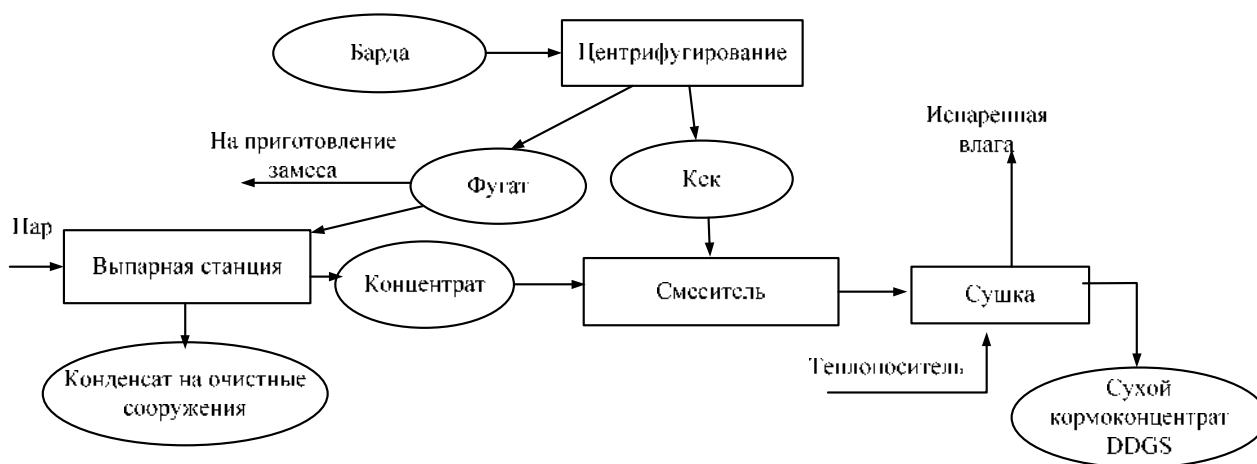 Барда
Центрифугирование
Испаренная
влага
На приготовление
замеса
Фугат
Кек
Пар
Выпарная станция
Концентрат
Смеситель
Сушка
Теплоноситель
Конденсат на очистные
сооружения
Сухой
кормоконцентрат
DDGS